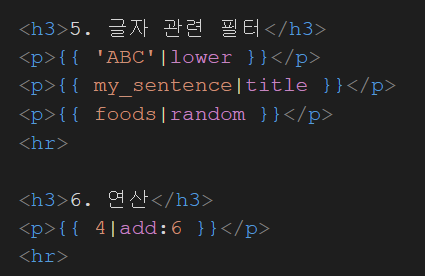 <h3>5. 글자 관련 필터</h3>
<p>{{ 'ABC'|lower }}</p>
<p>{{ my_sentence|title }}</p>
<p>{{ foods|random }}</p>
<hr>
<h3>6. 연산</h3>
<p>{{ 4|add:6 }}</p>
<hr>